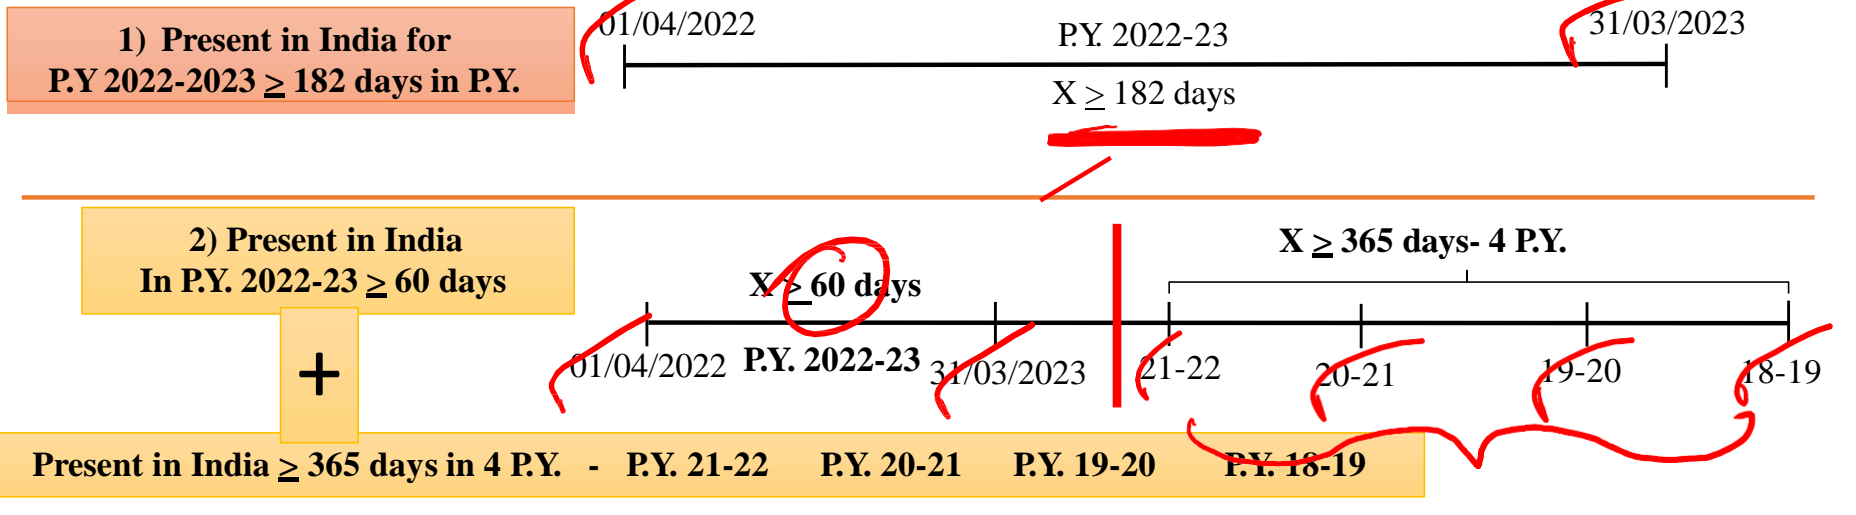 1) Present in India for
P.Y 2022-2023 ≥ 182 days in P.Y.
01/04/2022
P.Y. 2022-23
31/03/2023
X ≥ 182 days
2) Present in India
In P.Y. 2022-23 ≥ 60 days
X ≥ 60 days
X ≥ 365 days- 4 P.Y.
01/04/2022
P.Y. 2022-23
31/03/2023
21-22
20-21
19-20
18-19
+
Present in India ≥ 365 days in 4 P.Y. - P.Y. 21-22 P.Y. 20-21 P.Y. 19-20 P.Y. 18-19